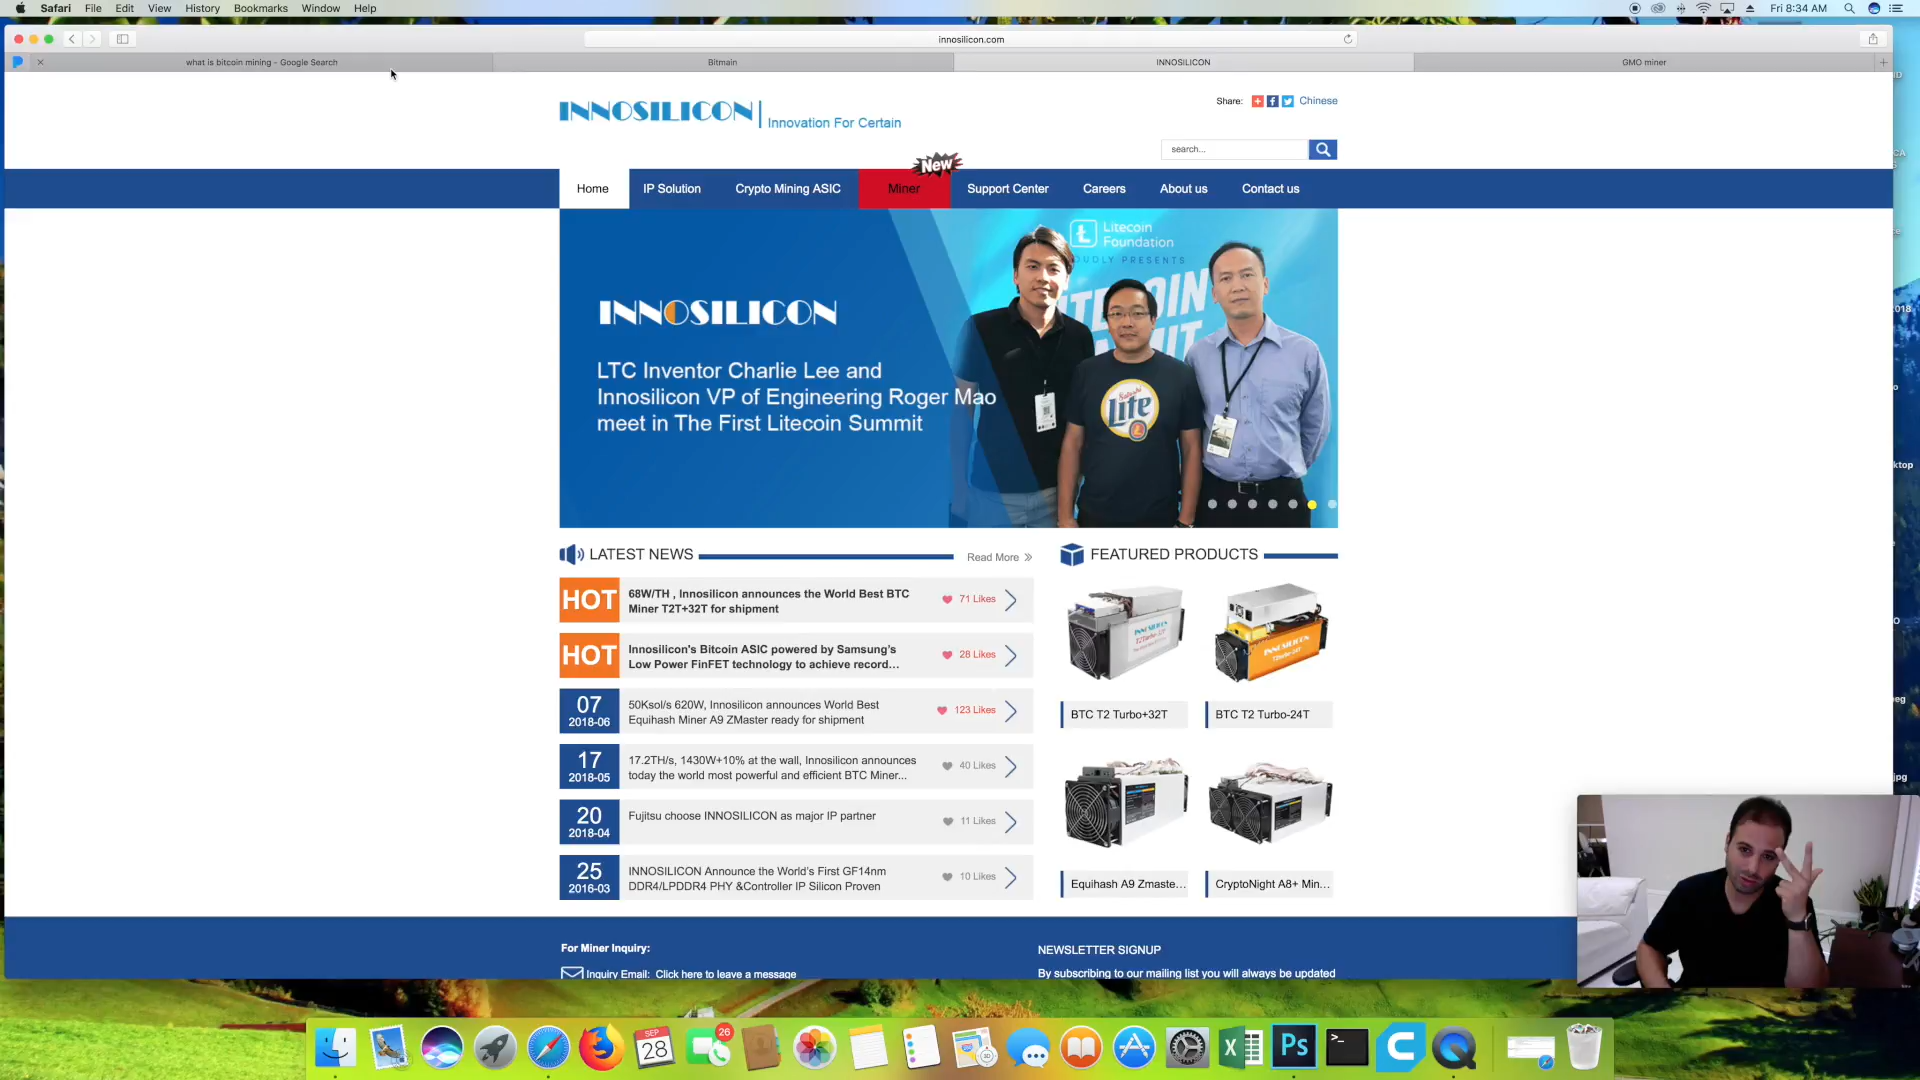 Safari File Edit View History Bookmarks Window Help
Fri 8:34 AM
innosilicon.com
what is bitcoin mining - Google Search
Bitmain
INNOSILICON
GMO miner
INNOSILICON
Innovation For Certain
Share:
Chinese
search...
New
Home
IP Solution
Crypto Mining ASIC
Miner
Support Center
Careers
About us
Contact us
Litecoin
Foundation
OUDLY PRESENTS
Lite
INNOSILICON
LTC Inventor Charlie Lee and
Innosilicon VP of Engineering Roger Mao
meet in The First Litecoin Summit
LATEST NEWS
Read More
HOT
68W/TH , Innosilicon announces the World Best BTC
Miner T2T+32T for shipment
71 Likes
HOT
Innosilicon's Bitcoin ASIC powered by Samsung's
Low Power FinFET technology to achieve record...
28 Likes
07
2018-06
50Ksol/s 620W, Innosilicon announces World Best
Equihash Miner A9 ZMaster ready for shipment
123 Likes
17
2018-05
17.2TH/s, 1430W+10% at the wall, Innosilicon announces
today the world most powerful and efficient BTC Miner...
40 Likes
20
2018-04
Fujitsu choose INNOSILICON as major IP partner
11 Likes
25
2016-03
INNOSILICON Announce the World's First GF14nm
DDR4/LPDDR4 PHY &Controller IP Silicon Proven
10 Likes
FEATURED PRODUCTS
BTC T2 Turbo+32T
BTC T2 Turbo-24T
Equihash A9 Zmaste...
CryptoNight A8+ Min...
For Miner Inquiry:
Inquiry Email: Click here to leave a message
NEWSLETTER SIGNUP
By subscribing to our mailing list you will always be updated
SEP
28
26
Ps